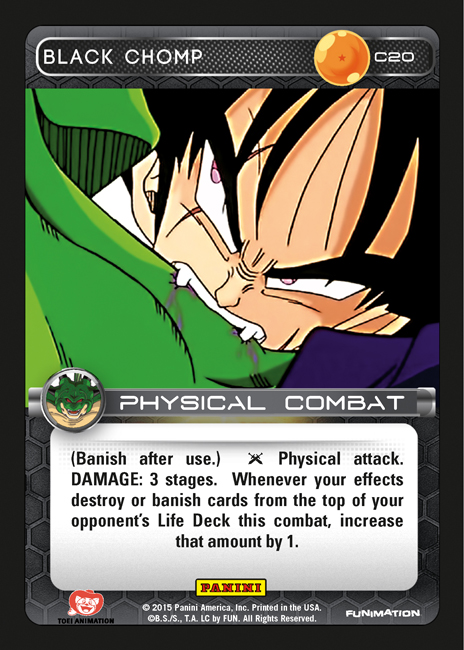 BLACK CHOMP
C20
PHYSICAL COMBAT
(Banish after use.) Physical attack.
DAMAGE: 3 stages. Whenever your effects
destroy or banish cards from the top of your
opponent's Life Deck this combat, increase
that amount by 1.
PANINI
© 2015 Panini America, Inc. Printed in the USA.
©B.S./S., T.A. LC by FUN. All Rights Reserved.
TOEI ANIMATION
FUNIMATION